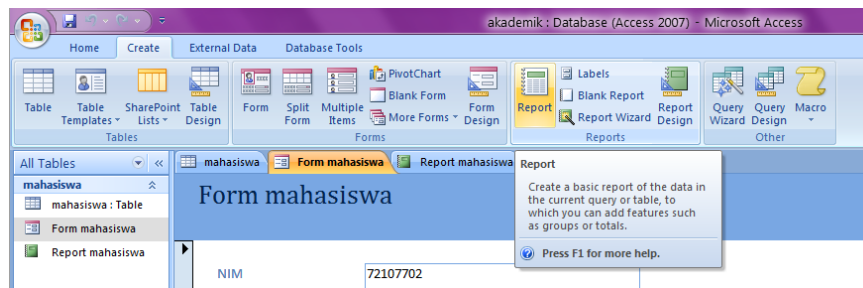 akademik : Database (Access 2007) - Microsoft Access
Home Create External Data Database Tools
Table
Table Templates
SharePoint Lists
Table Design
Tables
Form
Split Form
Multiple Items
PivotChart
Blank Form
More Forms
Form Design
Forms
Report
Labels
Blank Report
Report Wizard
Report Design
Reports
Query Wizard
Query Design
Macro
Other
All Tables
mahasiswa
mahasiswa : Table
Form mahasiswa
Report mahasiswa
mahasiswa Form mahasiswa Report mahasiswa
Form mahasiswa
NIM 72107702
Report
Create a basic report of the data in
the current query or table, to
which you can add features such
as groups or totals.
Press F1 for more help.